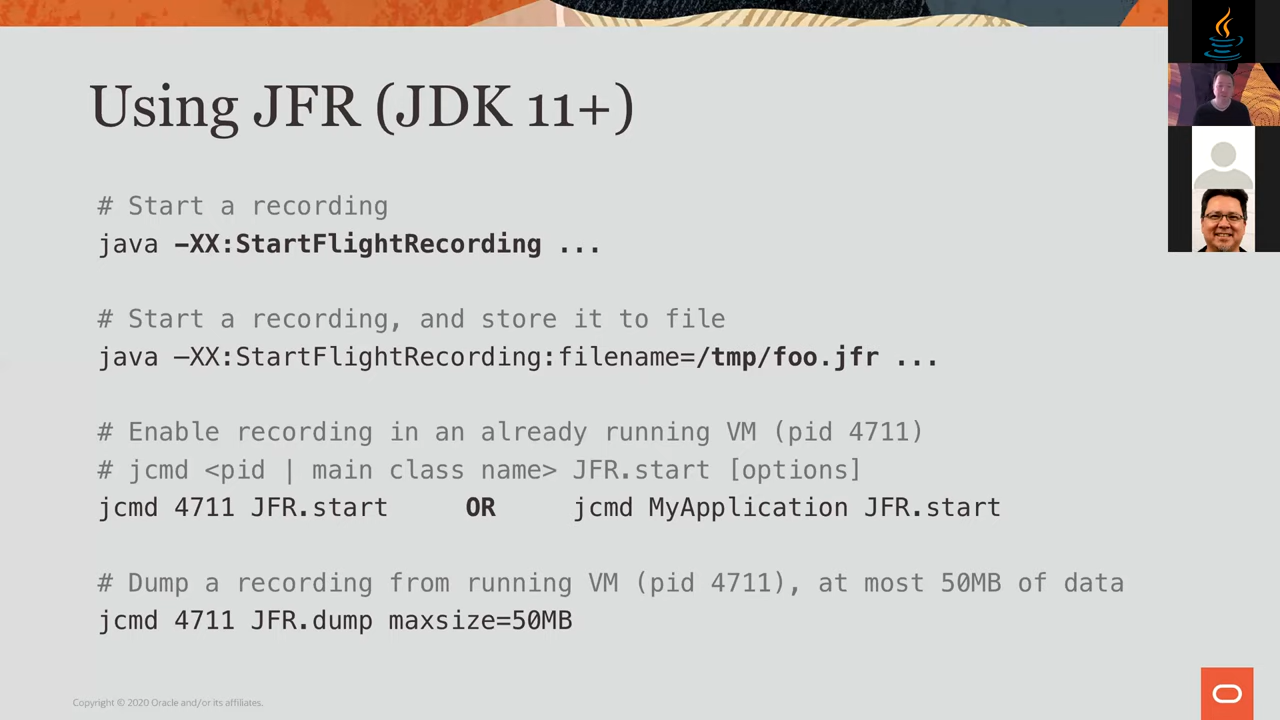 Using JFR (JDK 11+)
# Start a recording
java –XX:StartFlightRecording ...
# Start a recording, and store it to file
java –XX:StartFlightRecording:filename=/tmp/foo.jfr ...
# Enable recording in an already running VM (pid 4711)
# jcmd <pid | main class name> JFR.start [options]
jcmd 4711 JFR.start OR jcmd MyApplication JFR.start
# Dump a recording from running VM (pid 4711), at most 50MB of data
jcmd 4711 JFR.dump maxsize=50MB
Copyright © 2020 Oracle and/or its affiliates.